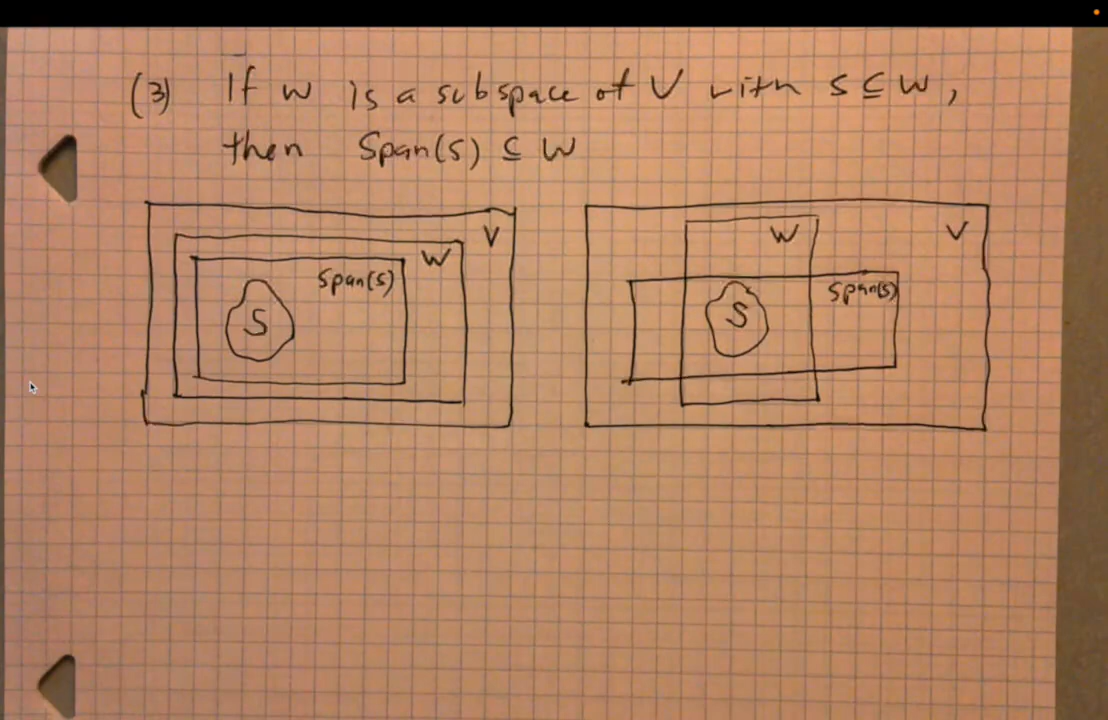 (3) If W is a subspace of V with S ⊆ W,
then Span(S) ⊆ W
V
W
Span(S)
S
W
V
Span(S)
S